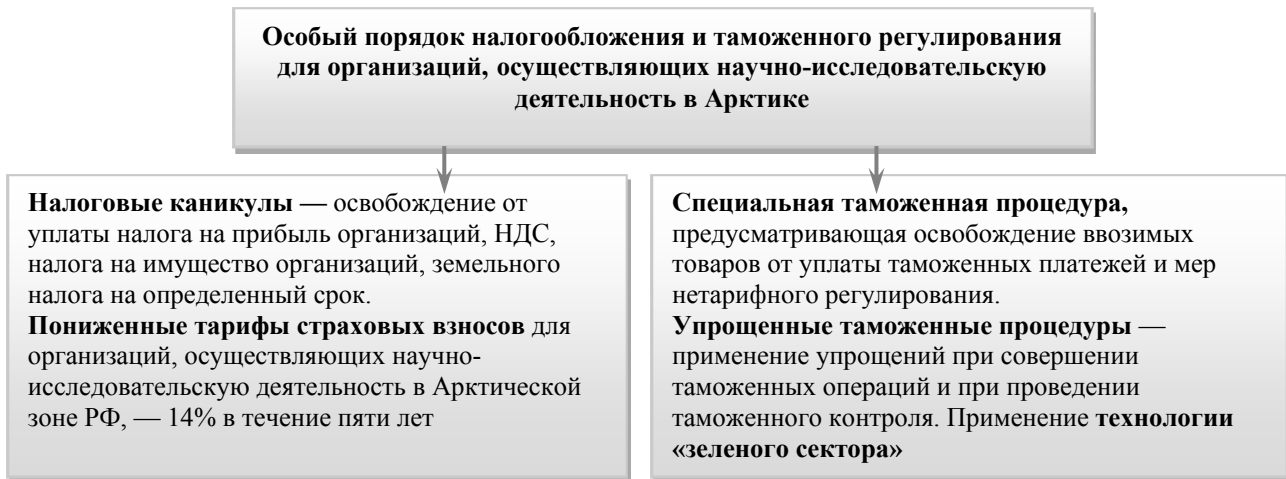 Особый порядок налогообложения и таможенного регулирования
для организаций, осуществляющих научно-исследовательскую
деятельность в Арктике
Налоговые каникулы — освобождение от
уплаты налога на прибыль организаций, НДС,
налога на имущество организаций, земельного
налога на определенный срок.
Пониженные тарифы страховых взносов для
организаций, осуществляющих научно-
исследовательскую деятельность в Арктической
зоне РФ, — 14% в течение пяти лет
Специальная таможенная процедура,
предусматривающая освобождение ввозимых
товаров от уплаты таможенных платежей и мер
нетарифного регулирования.
Упрощенные таможенные процедуры —
применение упрощений при совершении
таможенных операций и при проведении
таможенного контроля. Применение технологии
«зеленого сектора»